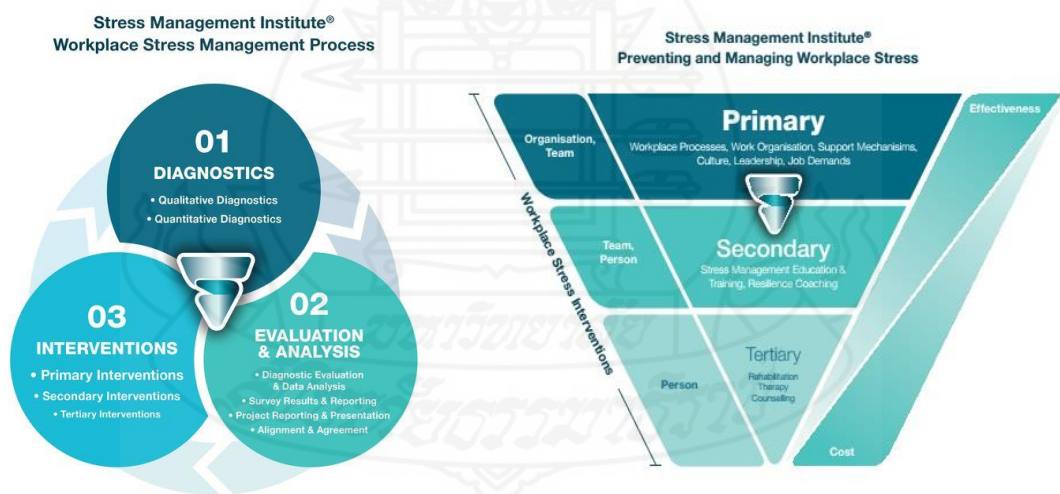 Stress Management Institute®
Workplace Stress Management Process
01
DIAGNOSTICS
• Qualitative Diagnostics
• Quantitative Diagnostics
02
EVALUATION
& ANALYSIS
• Diagnostic Evaluation
& Data Analysis
• Survey Results & Reporting
• Project Reporting & Presentation
• Alignment & Agreement
03
INTERVENTIONS
• Primary Interventions
• Secondary Interventions
• Tertiary Interventions
Stress Management Institute®
Preventing and Managing Workplace Stress
Workplace Stress Interventions
Organisation,
Team
Primary
Workplace Processes, Work Organisation, Support Mechanisims,
Culture, Leadership, Job Demands
Effectiveness
Team,
Person
Secondary
Stress Management Education &
Training, Resilience Coaching
Person
Tertiary
Rehabilitation
Therapy
Counselling
Cost